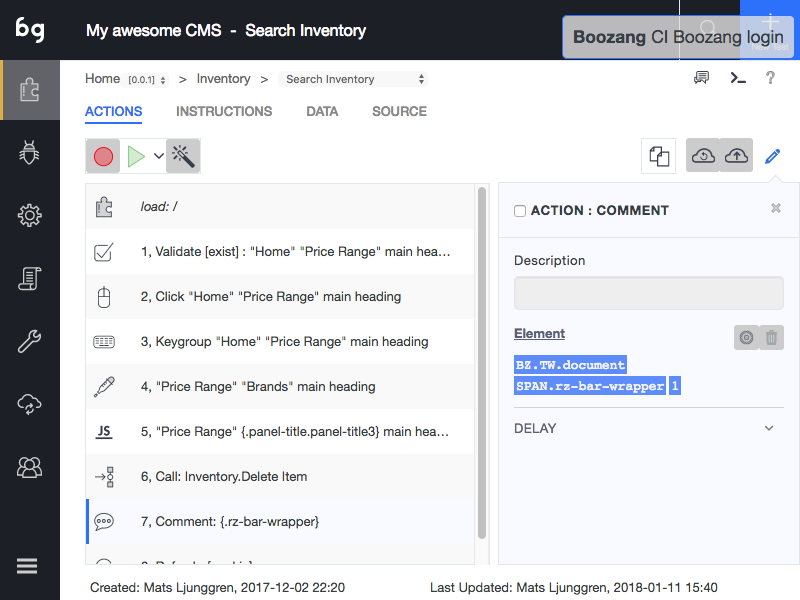 bg
My awesome CMS - Search Inventory
Boozang CI Boozang login
Home [0.0.1] > Inventory > Search Inventory
?
ACTIONS INSTRUCTIONS DATA SOURCE
load: /
1, Validate [exist] : "Home" "Price Range" main hea...
2, Click "Home" "Price Range" main heading
3, Keygroup "Home" "Price Range" main heading
4, "Price Range" "Brands" main heading
JS 5, "Price Range" {.panel-title.panel-title3} main hea...
6, Call: Inventory.Delete Item
7, Comment: {.rz-bar-wrapper}
ACTION : COMMENT
Description
Element
BZ.TW.document
SPAN.rz-bar-wrapper 1
DELAY
Created: Mats Ljunggren, 2017-12-02 22:20
Last Updated: Mats Ljunggren, 2018-01-11 15:40